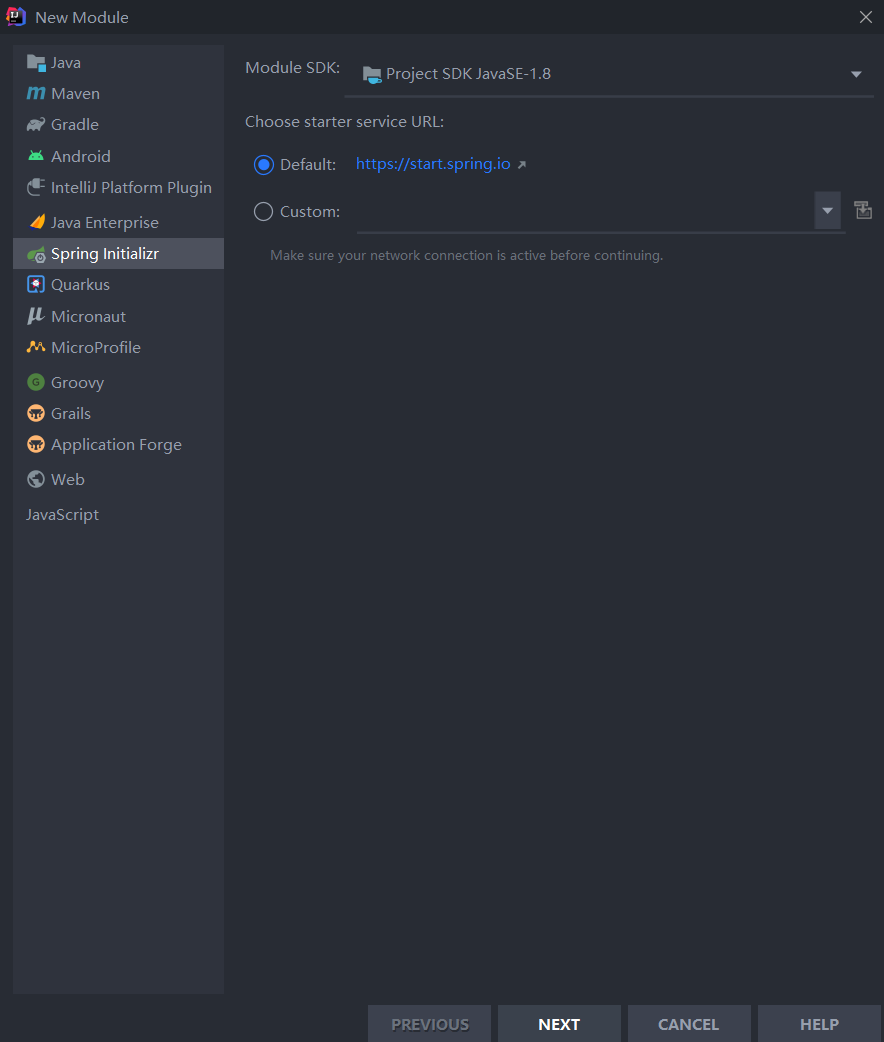 New Module
Java
Maven
Gradle
Android
IntelliJ Platform Plugin
Java Enterprise
Spring Initializr
Quarkus
Micronaut
MicroProfile
Groovy
Grails
Application Forge
Web
JavaScript
Module SDK: Project SDK JavaSE-1.8
Choose starter service URL:
Default: https://start.spring.io
Custom:
Make sure your network connection is active before continuing.
PREVIOUS NEXT CANCEL HELP